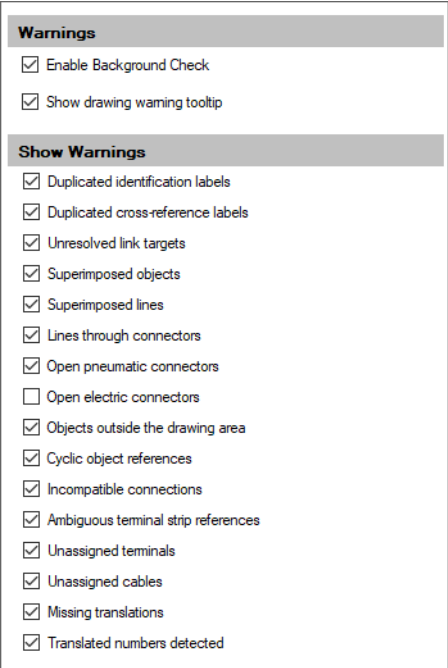 Warnings
Enable Background Check
Show drawing warning tooltip
Show Warnings
Duplicated identification labels
Duplicated cross-reference labels
Unresolved link targets
Superimposed objects
Superimposed lines
Lines through connectors
Open pneumatic connectors
Open electric connectors
Objects outside the drawing area
Cyclic object references
Incompatible connections
Ambiguous terminal strip references
Unassigned terminals
Unassigned cables
Missing translations
Translated numbers detected